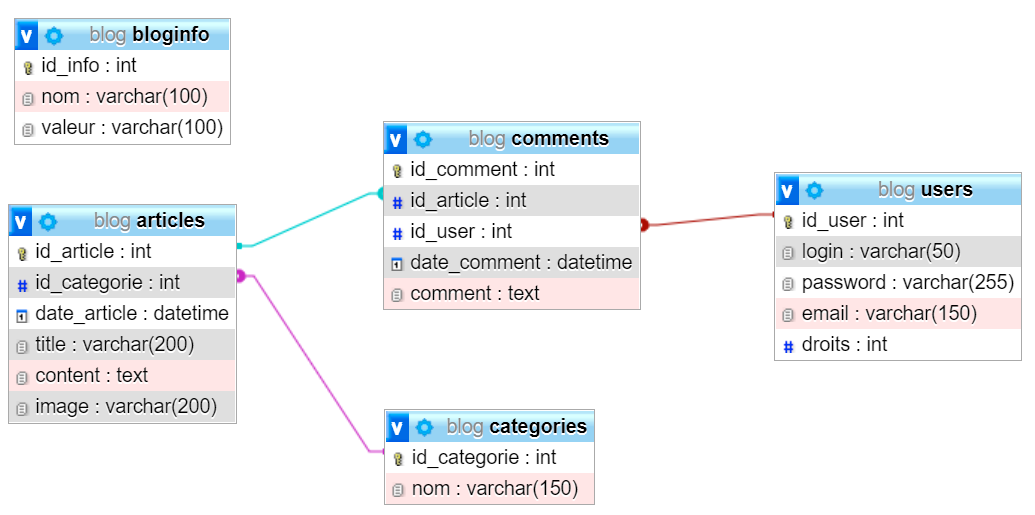 v blog bloginfo
id_info : int
nom : varchar(100)
valeur : varchar(100)
v blog articles
id_article : int
# id_categorie : int
date_article : datetime
title : varchar(200)
content : text
image : varchar(200)
v blog comments
id_comment : int
# id_article : int
# id_user : int
date_comment : datetime
comment : text
v blog categories
id_categorie : int
nom : varchar(150)
v blog users
id_user : int
login : varchar(50)
password : varchar(255)
email : varchar(150)
# droits : int